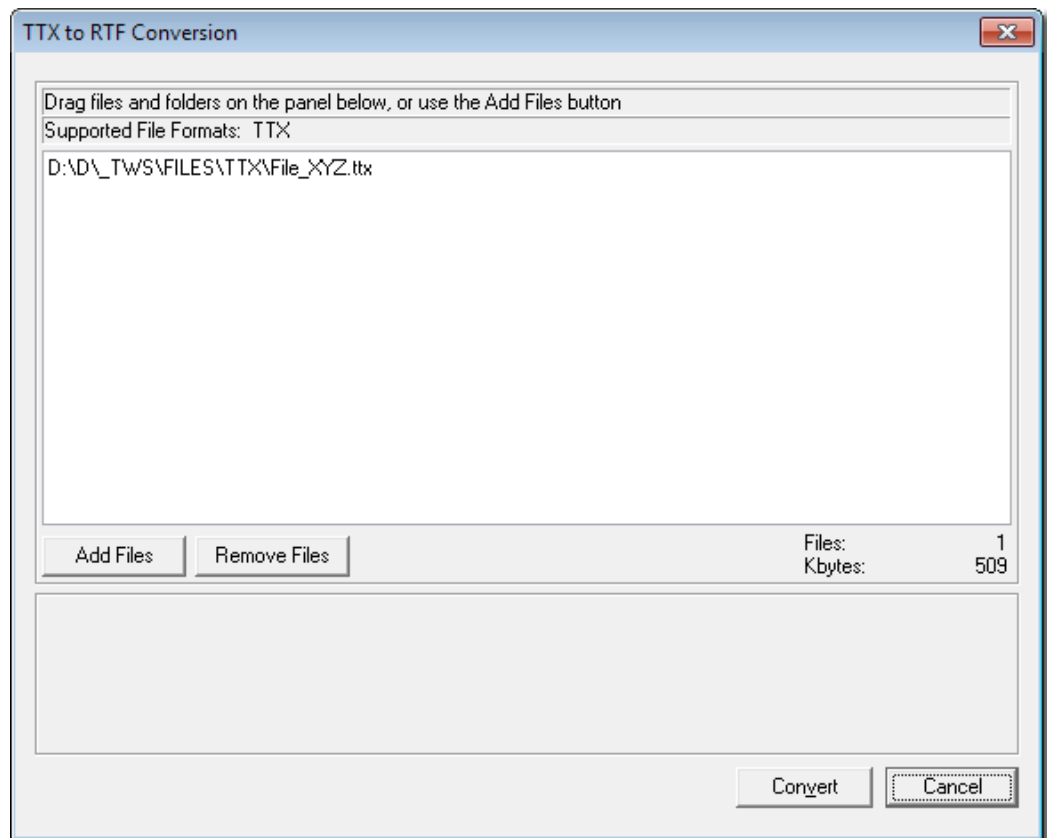 TTX to RTF Conversion
Drag files and folders on the panel below, or use the Add Files button
Supported File Formats: TTX
D:\D\_TWS\FILES\TTX\File_XYZ.ttx
Add Files
Remove Files
Files: 1
Kbytes: 509
Convert
Cancel